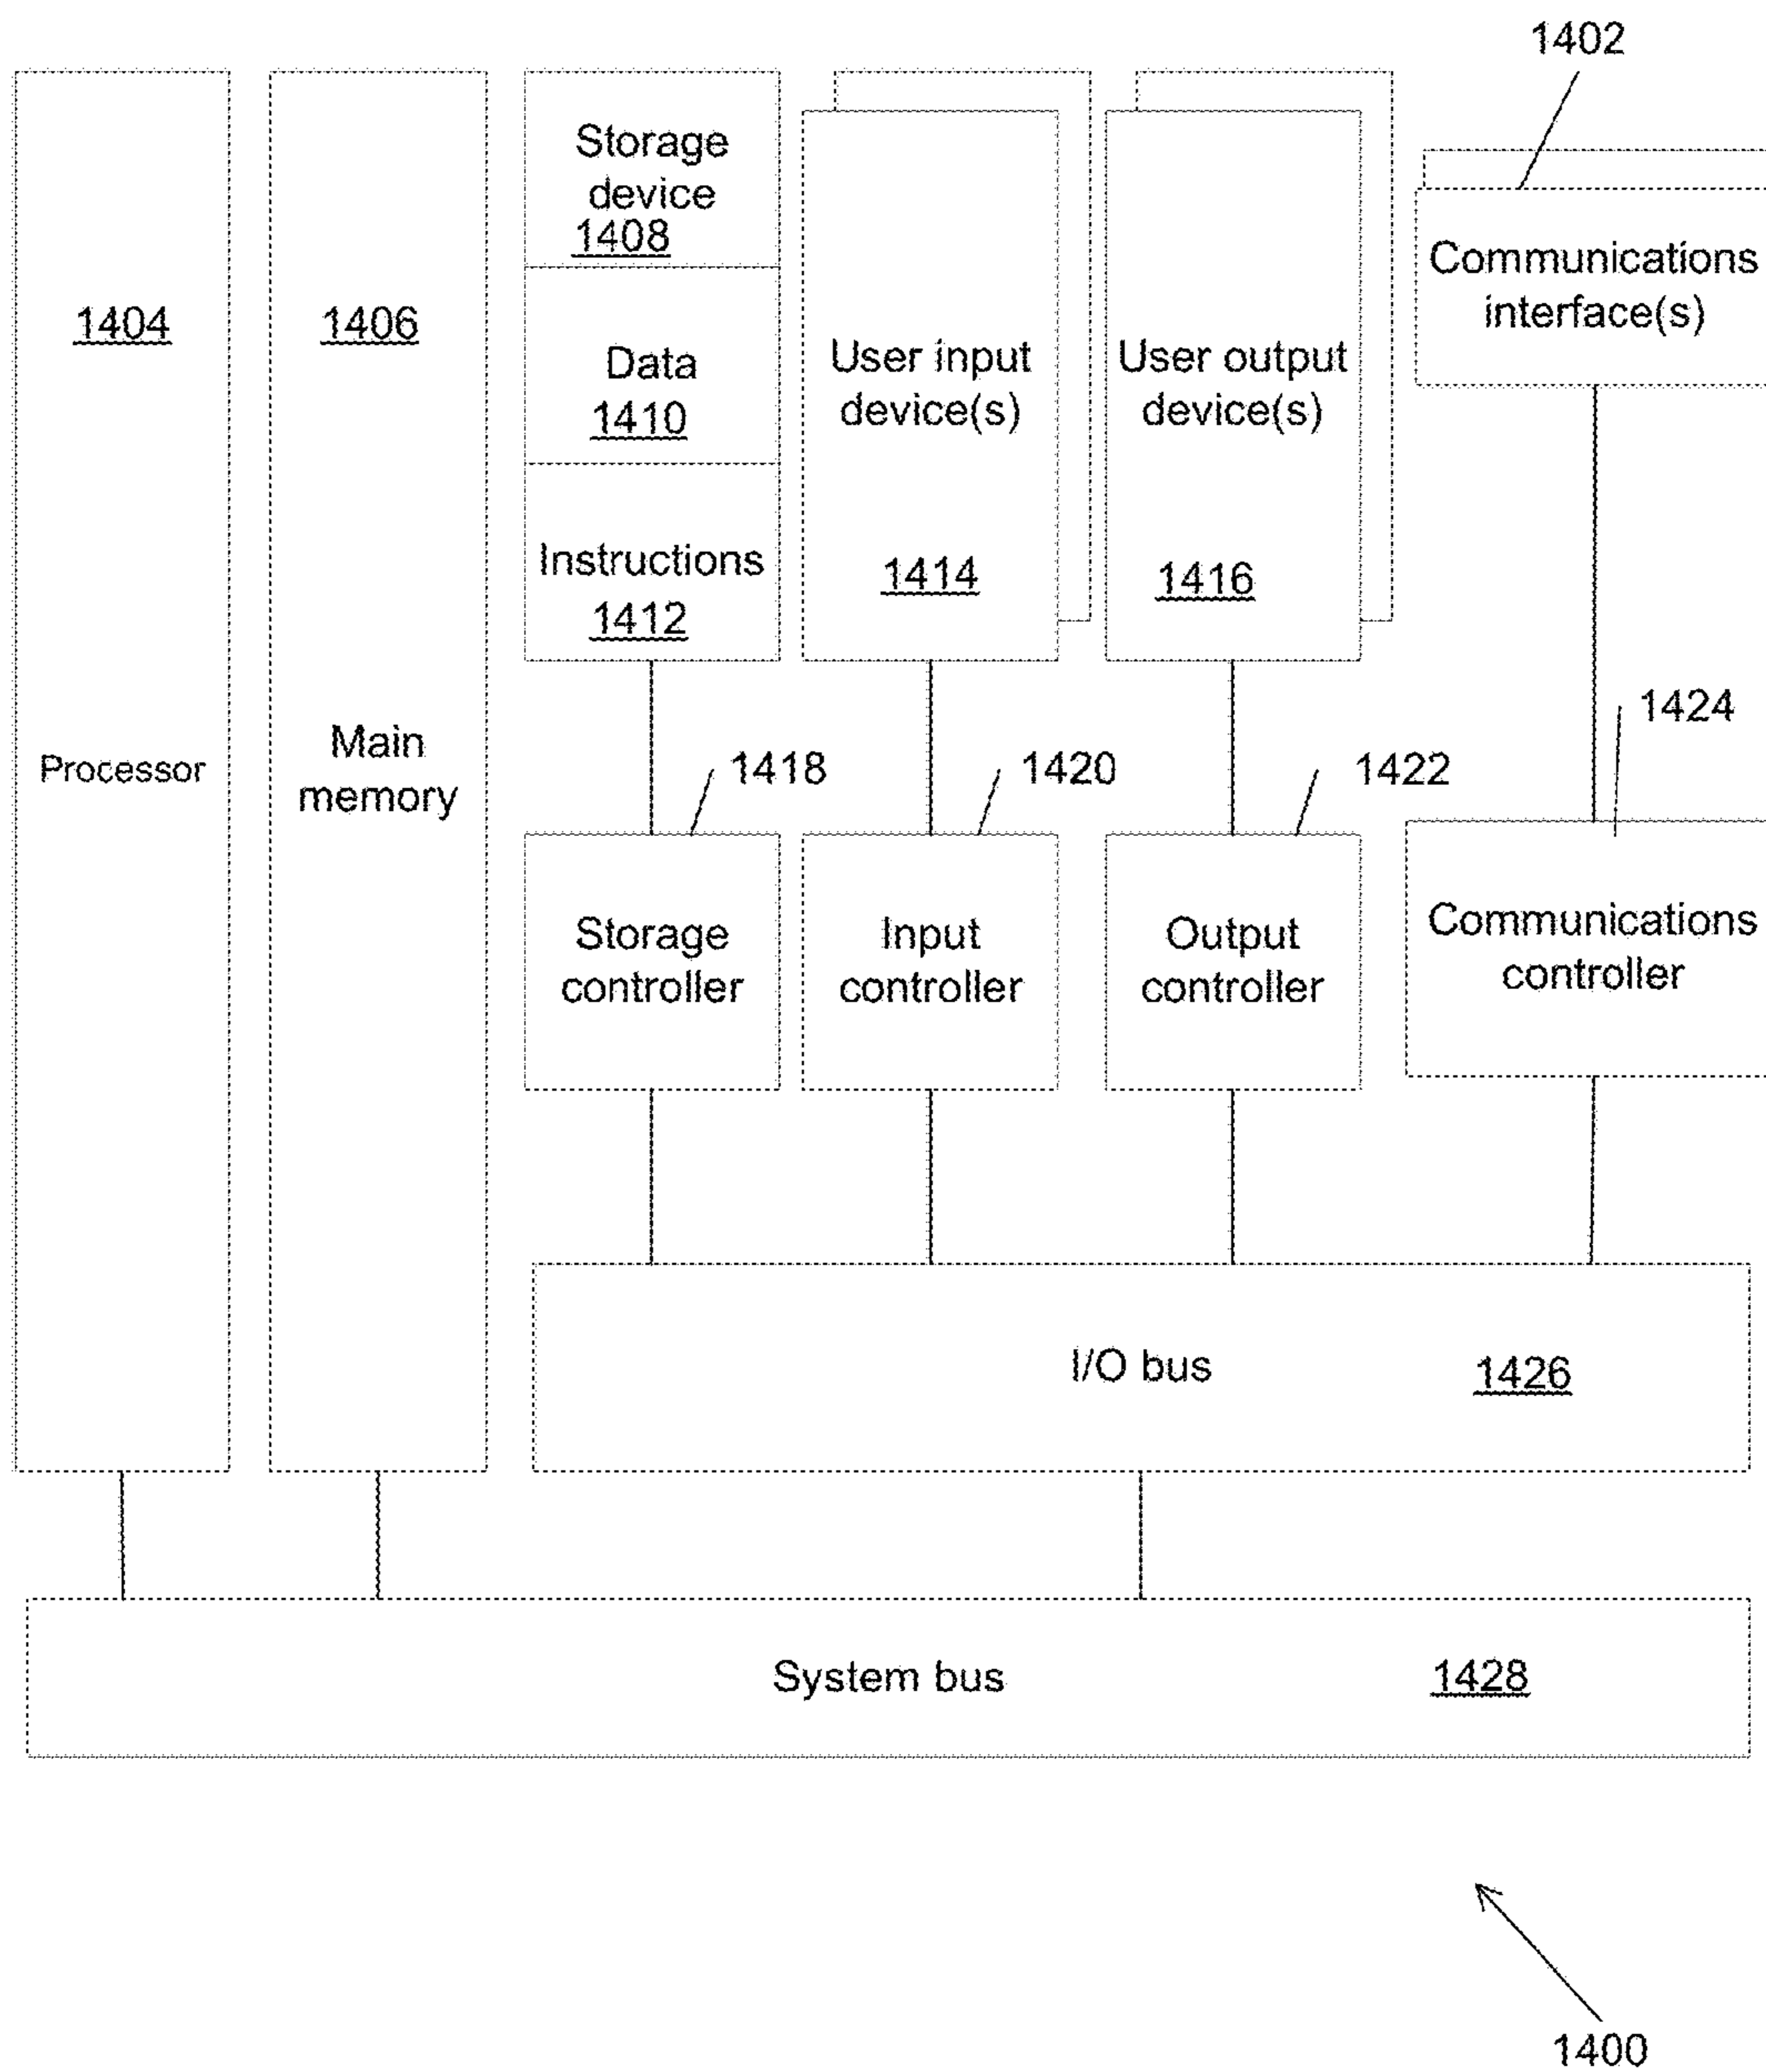 1402
Storage
device
1408
Communications
interface(s)
1404
1406
Data
1410
User input
device(s)
User output
device(s)
Instructions
1412
1414
1416
1424
Processor
Main
memory
1418
1420
1422
Storage
controller
Input
controller
Output
controller
Communications
controller
I/O bus
1426
System bus
1428
1400